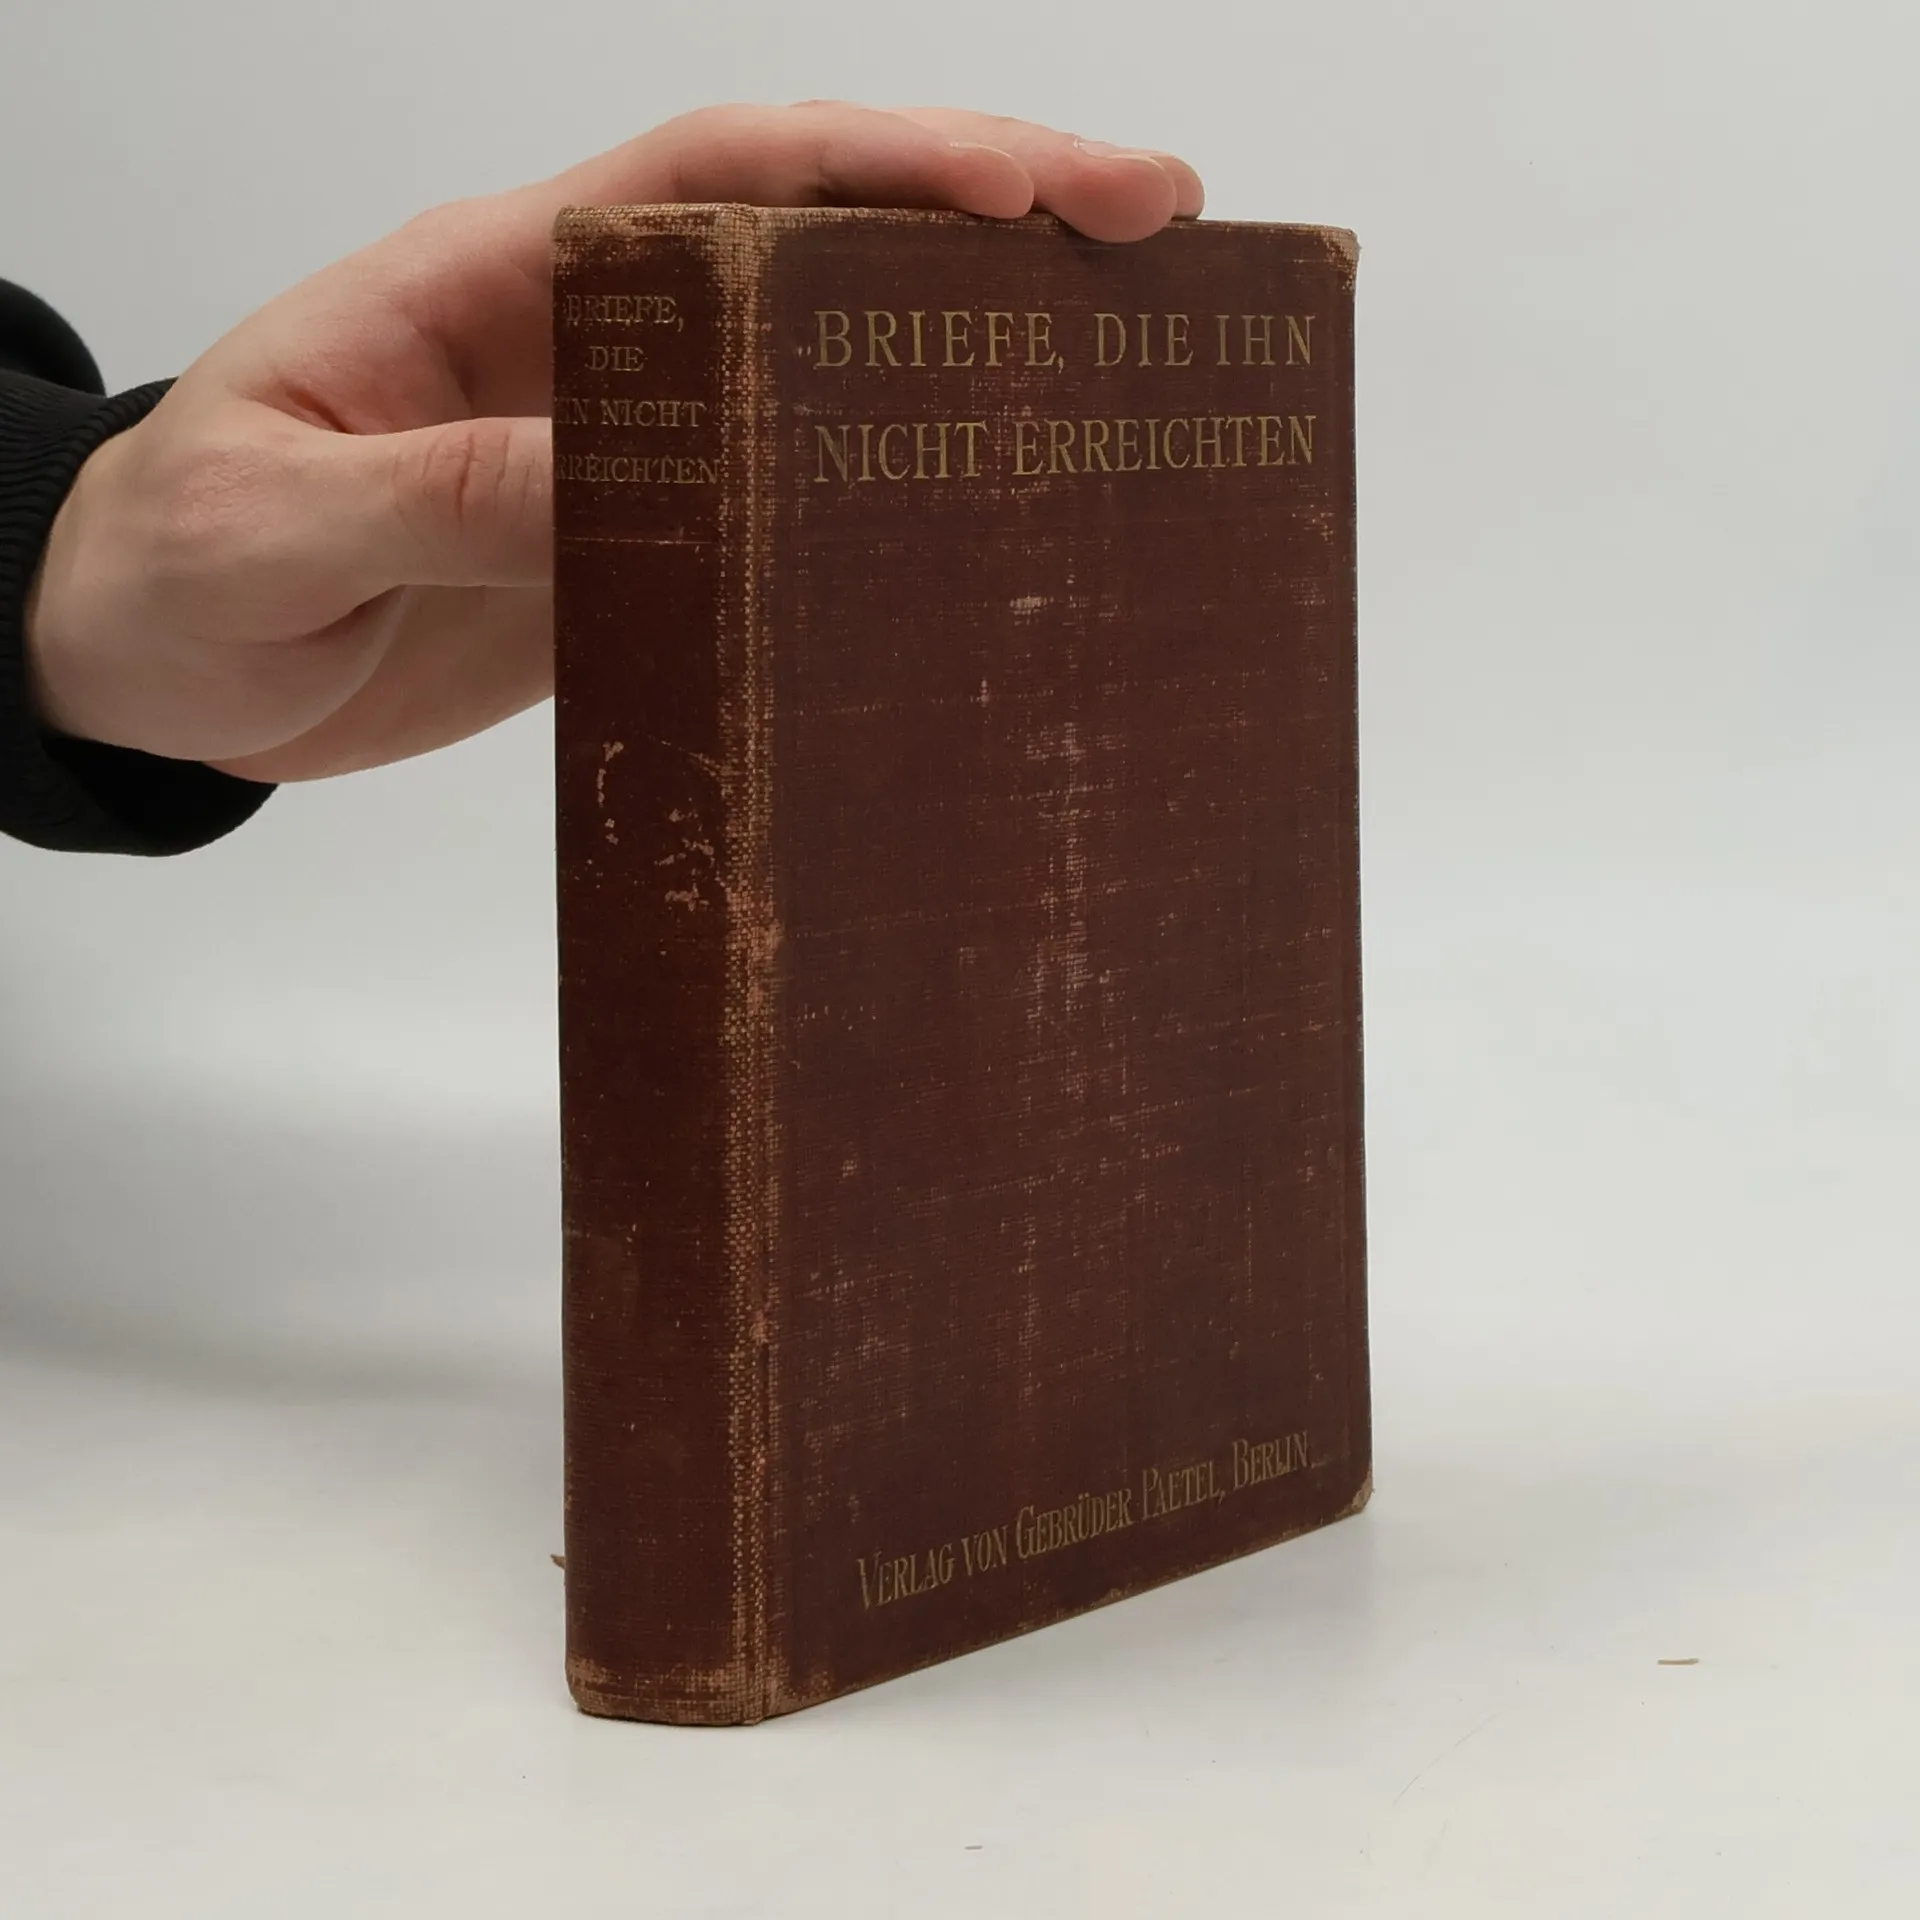 BRIEFE,
DIE
IHN NICHT
ERREICHTEN
BRIEFE, DIE IHN
NICHT ERREICHTEN
VERLAG VON GEBRÜDER PAETEL, BERLIN